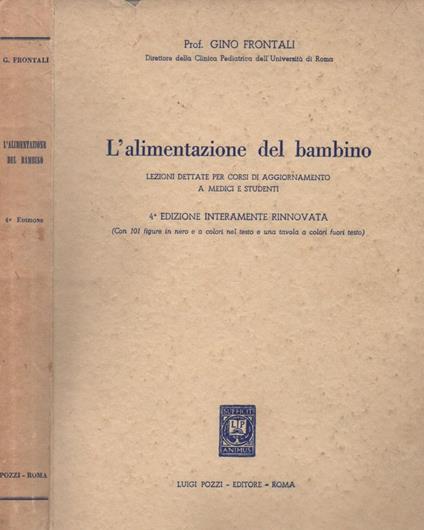 G. FRONTALI
L'ALIMENTAZIONE
DEL BAMBINO
4ª EDIZIONE
POZZI - ROMA
Prof. GINO FRONTALI
Direttore della Clinica Pediatrica dell'Università di Roma
L'alimentazione del bambino
LEZIONI DETTATE PER CORSI DI AGGIORNAMENTO
A MEDICI E STUDENTI
4ª EDIZIONE INTERAMENTE RINNOVATA
(Con 101 figure in nero e a colori nel testo e una tavola a colori fuori testo)
SUFFICIT
L P
ANIMUS
LUIGI POZZI - EDITORE - ROMA